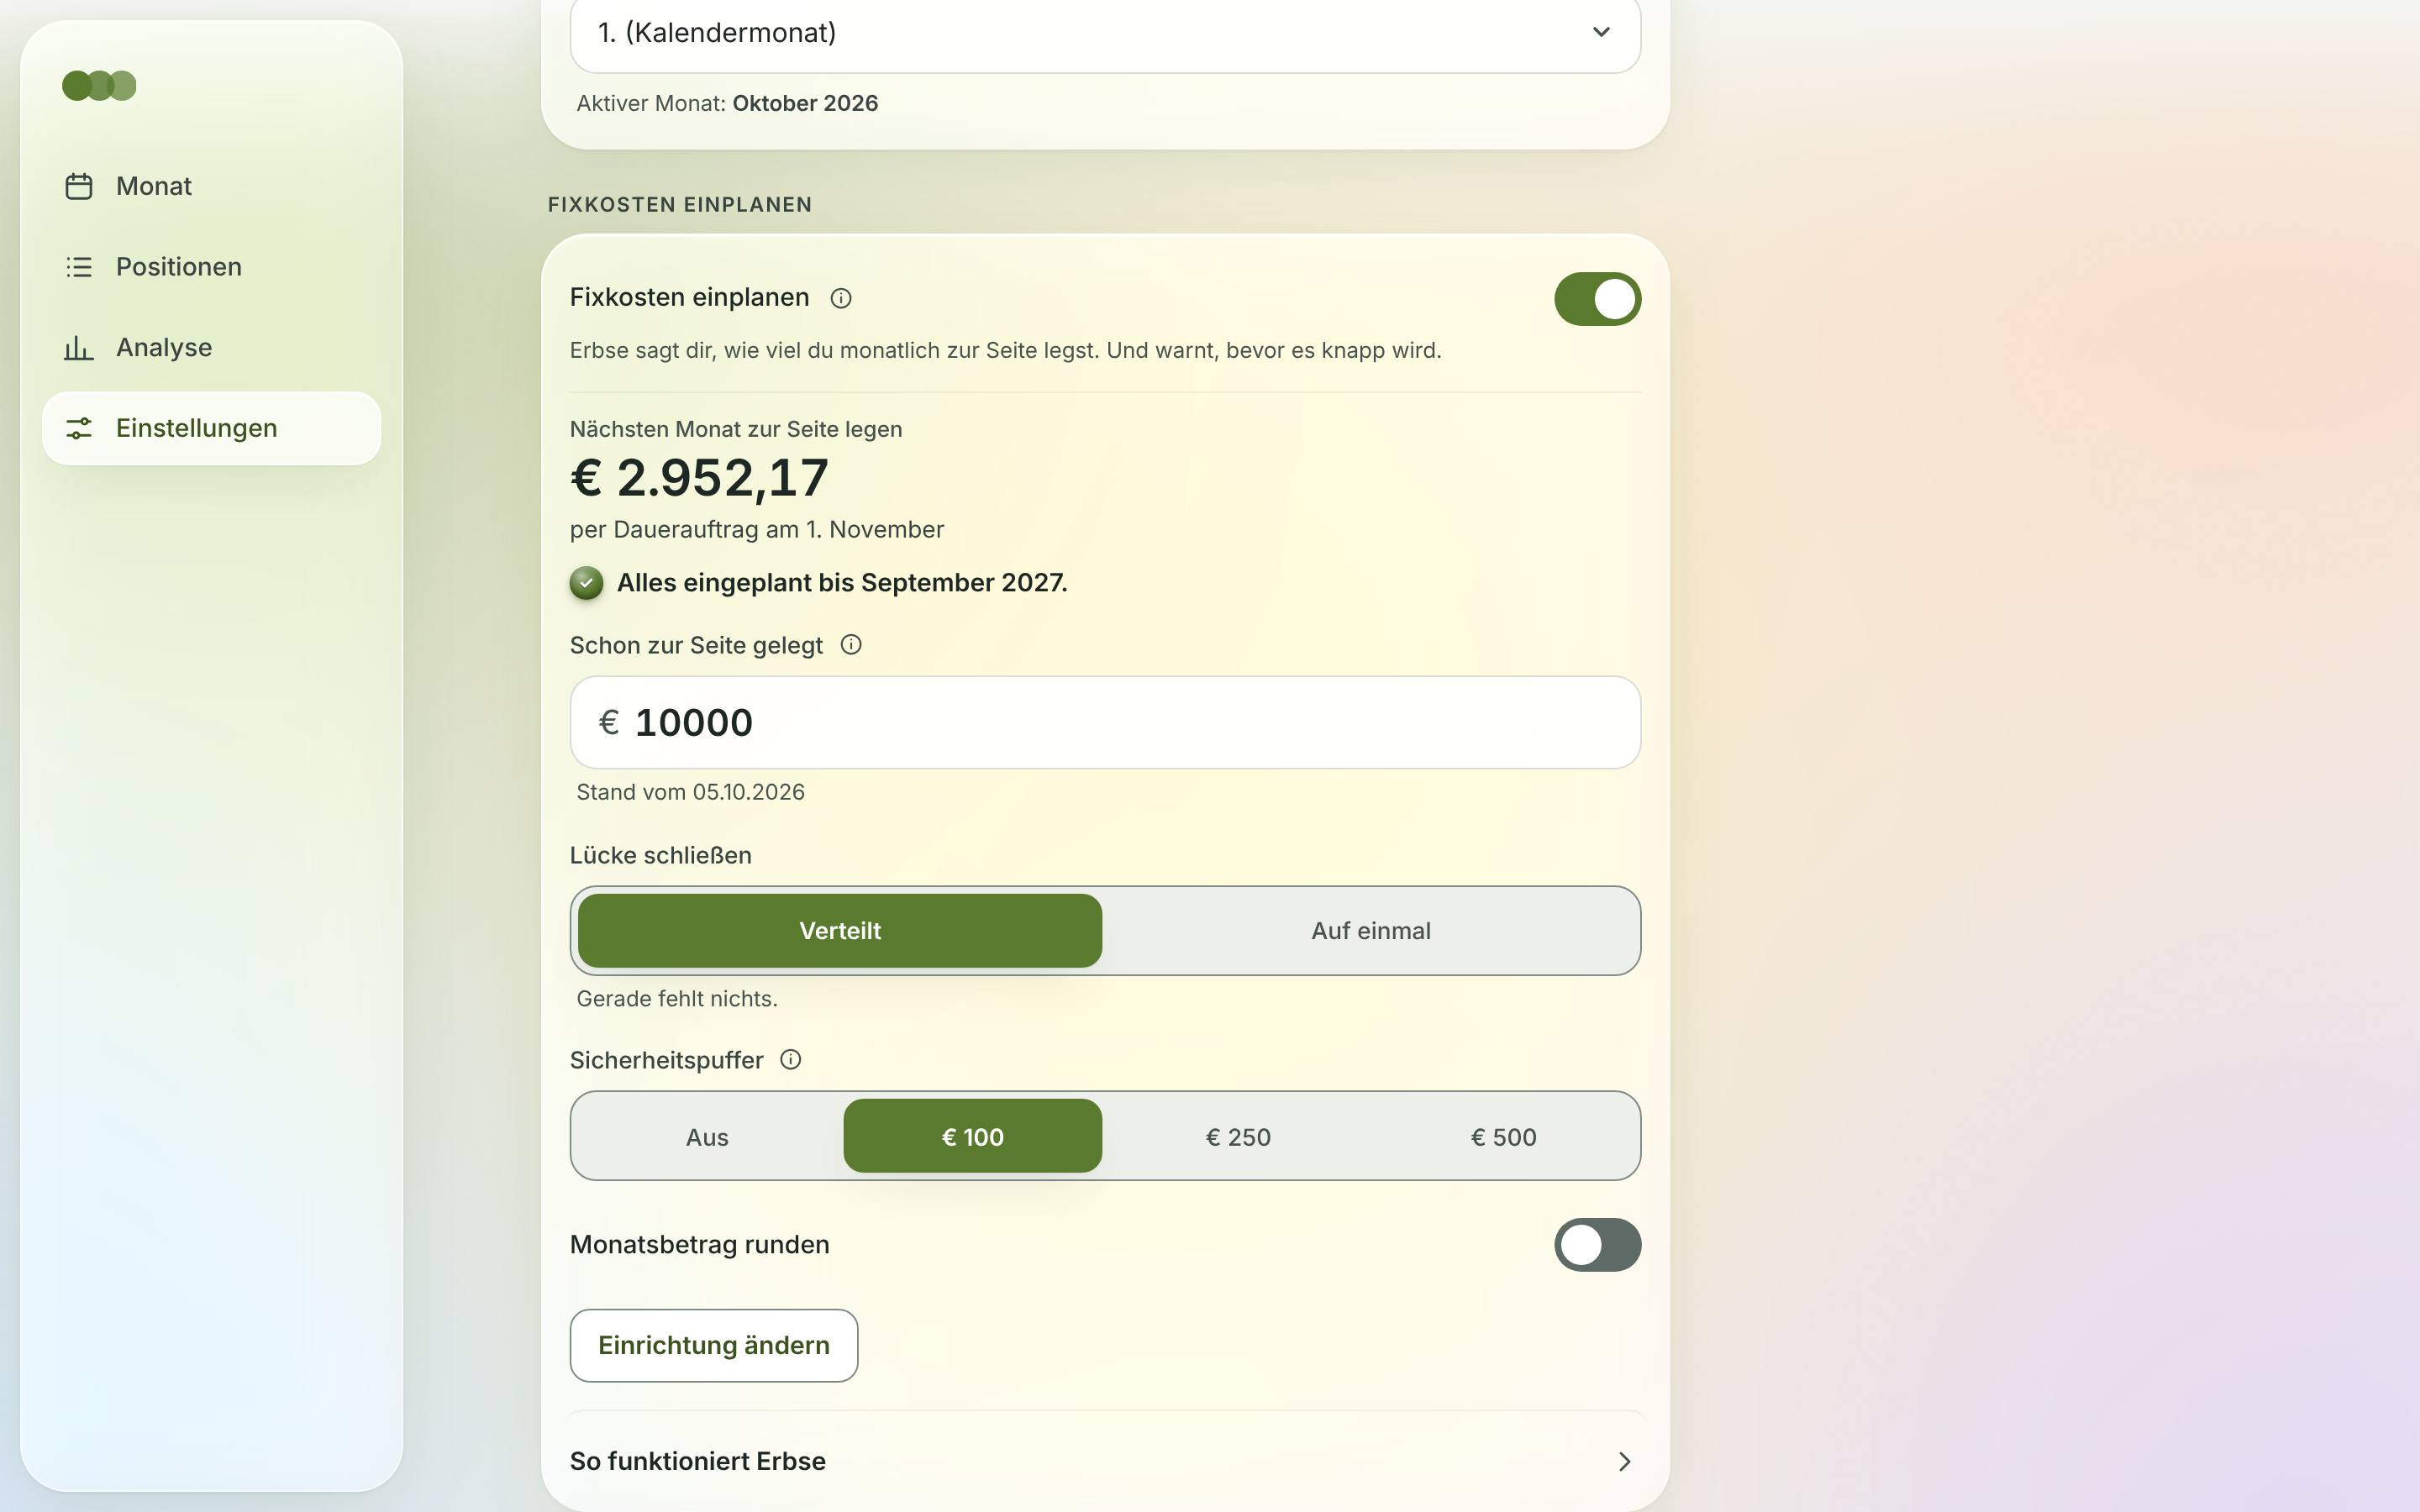 Monat
Positionen
Analyse
Einstellungen
1. (Kalendermonat)
Aktiver Monat: Oktober 2026
FIXKOSTEN EINPLANEN
Fixkosten einplanen
Erbse sagt dir, wie viel du monatlich zur Seite legst. Und warnt, bevor es knapp wird.
Nächsten Monat zur Seite legen
€ 2.952,17
per Dauerauftrag am 1. November
Alles eingeplant bis September 2027.
Schon zur Seite gelegt
€ 10000
Stand vom 05.10.2026
Lücke schließen
Verteilt Auf einmal
Gerade fehlt nichts.
Sicherheitspuffer
Aus € 100 € 250 € 500
Monatsbetrag runden
Einrichtung ändern
So funktioniert Erbse